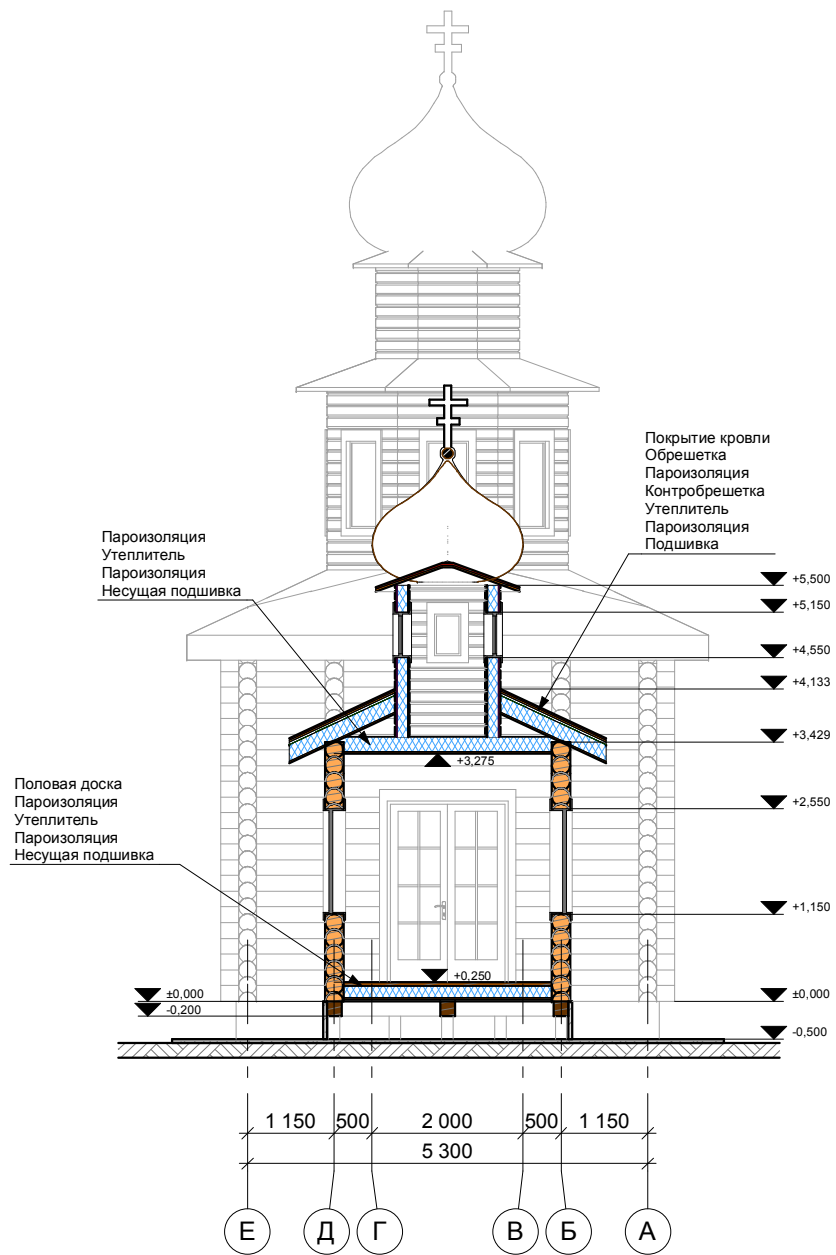 Покрытие кровли
Обрешетка
Пароизоляция
Контробрешетка
Утеплитель
Пароизоляция
Подшивка
Пароизоляция
Утеплитель
Пароизоляция
Несущая подшивка
+5,500
+5,150
+4,550
+4,133
+3,429
+3,275
Половая доска
Пароизоляция
Утеплитель
Пароизоляция
Несущая подшивка
+2,550
+1,150
+0,250
±0,000
±0,000
-0,200
-0,500
1 150 500 2 000 500 1 150
5 300
Е Д Г В Б А